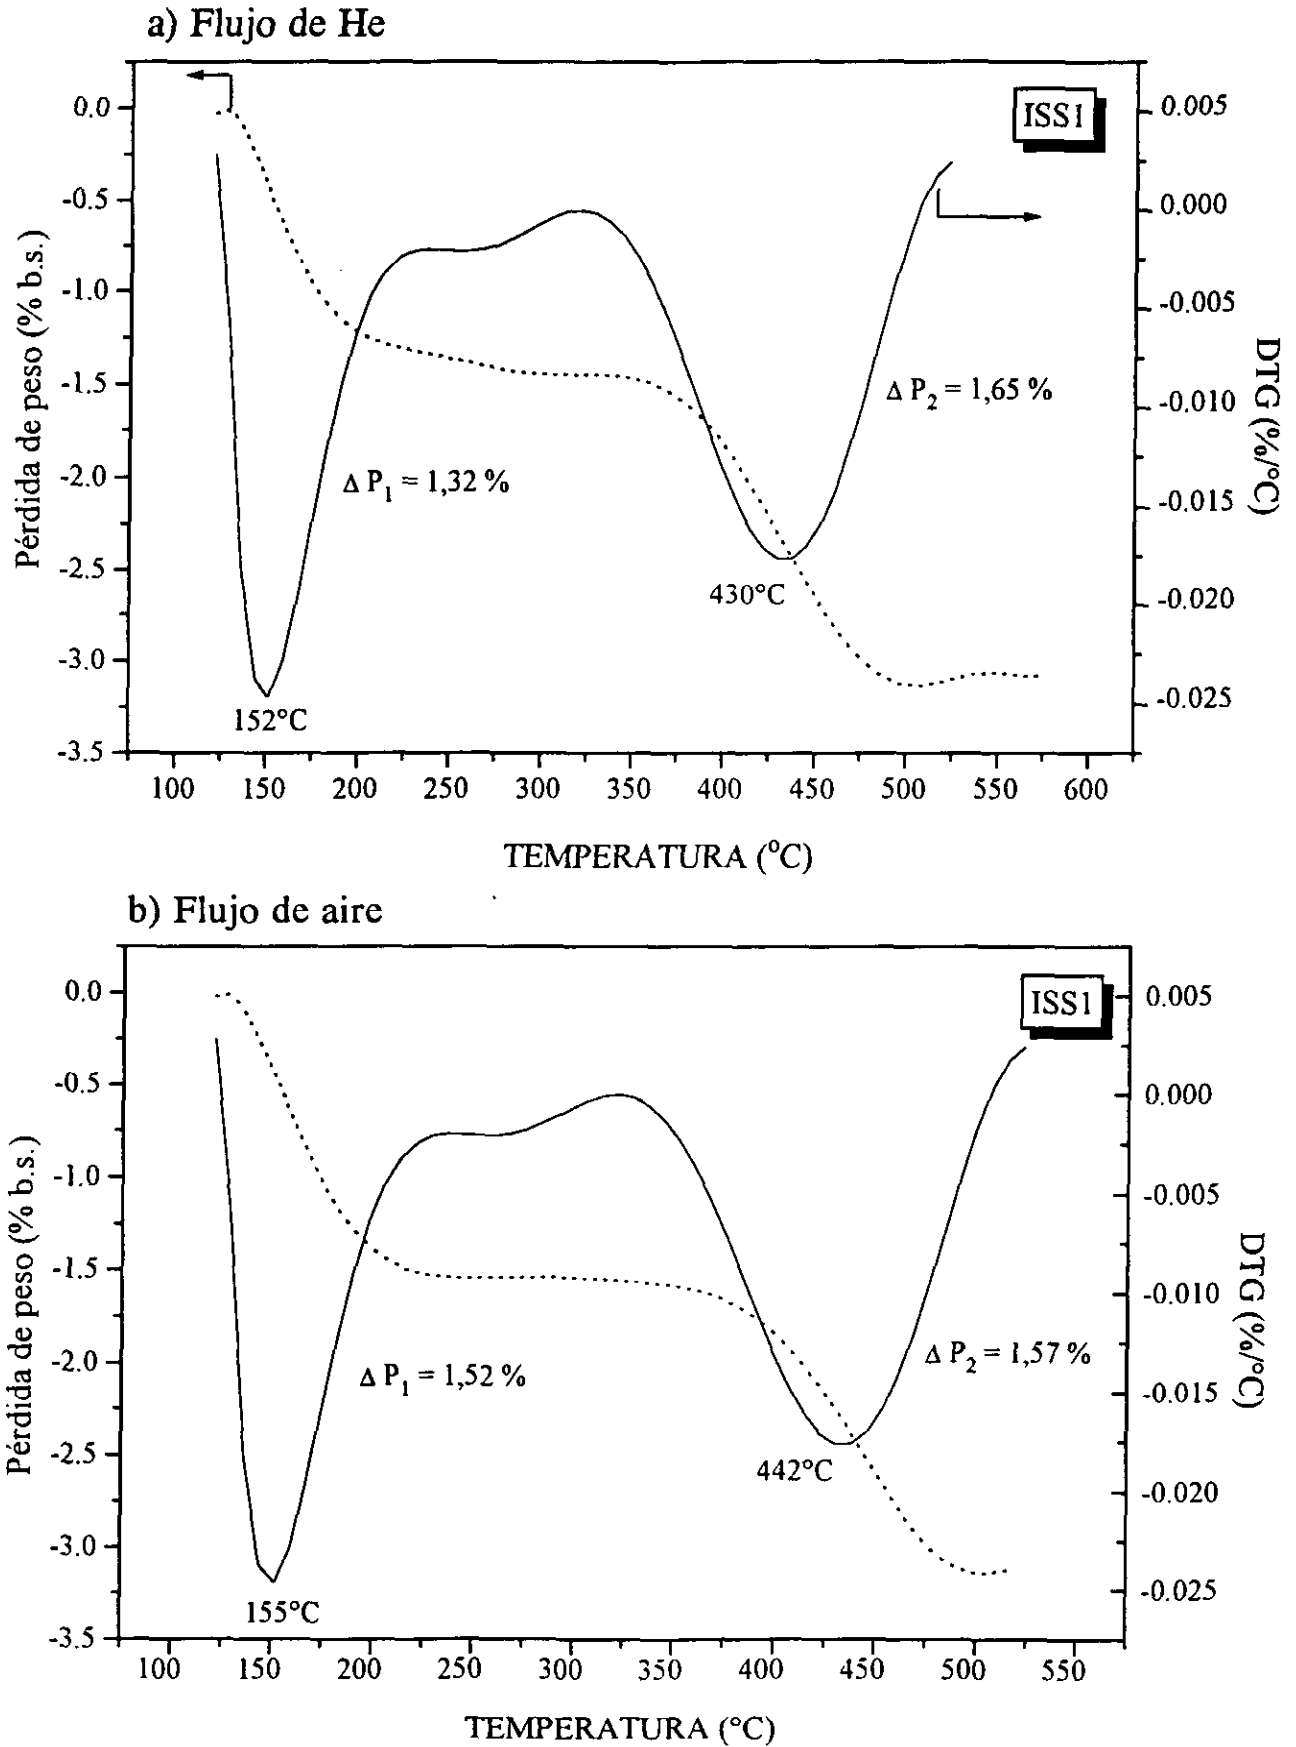 a) Flujo de He
ISS1
0.0
-0.5
-1.0
-1.5
-2.0
-2.5
-3.0
-3.5
Pérdida de peso (% b.s.)
0.005
0.000
-0.005
-0.010
-0.015
-0.020
-0.025
DTG (%/°C)
Δ P1 = 1,32 %
Δ P2 = 1,65 %
152°C
430°C
100 150 200 250 300 350 400 450 500 550 600
TEMPERATURA (°C)
b) Flujo de aire
ISS1
0.0
-0.5
-1.0
-1.5
-2.0
-2.5
-3.0
-3.5
Pérdida de peso (% b.s.)
0.005
0.000
-0.005
-0.010
-0.015
-0.020
-0.025
DTG (%/°C)
Δ P1 = 1,52 %
Δ P2 = 1,57 %
155°C
442°C
100 150 200 250 300 350 400 450 500 550
TEMPERATURA (°C)